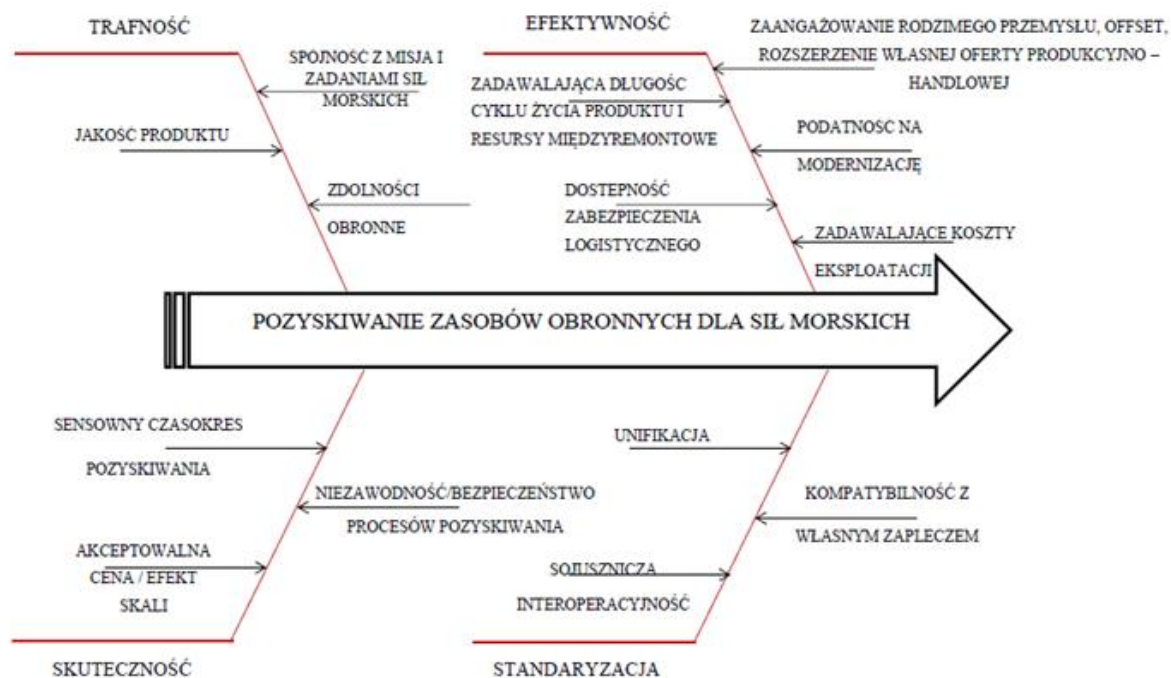 TRAFNOŚĆ
SPÓJNOŚĆ Z MISJA I
ZADANIAMI SIŁ
MORSKICH
JAKOŚĆ PRODUKTU
ZDOLNOŚCI
OBRONNE
EFEKTYWNOŚĆ
ZAANGAŻOWANIE RODZIMEGO PRZEMYSŁU, OFFSET,
ROZSZERZENIE WŁASNEJ OFERTY PRODUKCYJNO –
HANDLOWEJ
ZADAWALAJĄCA DŁUGOŚĆ
CYKLU ŻYCIA PRODUKTU I
RESURSY MIĘDZYREMONTOWE
PODATNOŚC NA
MODERNIZACJĘ
DOSTEPNOŚĆ
ZABEZPIECZENIA
LOGISTYCZNEGO
ZADAWALAJĄCE KOSZTY
EKSPLOATACJI
POZYSKIWANIE ZASOBÓW OBRONNYCH DLA SIŁ MORSKICH
SENSOWNY CZASOKRES
POZYSKIWANIA
NIEZAWODNOŚĆ/BEZPIECZEŃSTWO
PROCESÓW POZYSKIWANIA
AKCEPTOWALNA
CENA / EFEKT
SKALI
SKUTECZNOŚĆ
UNIFIKACJA
KOMPATYBILNOŚĆ Z
WŁASNYM ZAPLECZEM
SOJUSZNICZA
INTEROPERACYJNOŚĆ
STANDARYZACJA